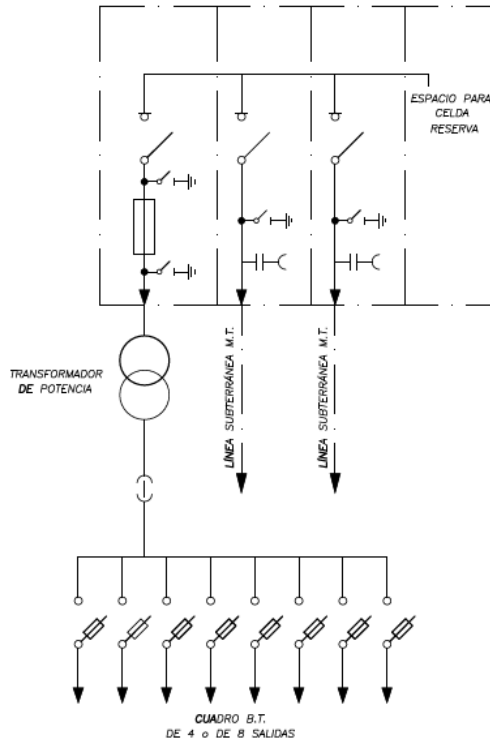 ESPACIO PARA
CELDA
RESERVA
TRANSFORMADOR
DE POTENCIA
LÍNEA SUBTERRÁNEA M.T.
LÍNEA SUBTERRÁNEA M.T.
CUADRO B.T.
DE 4 o DE 8 SALIDAS